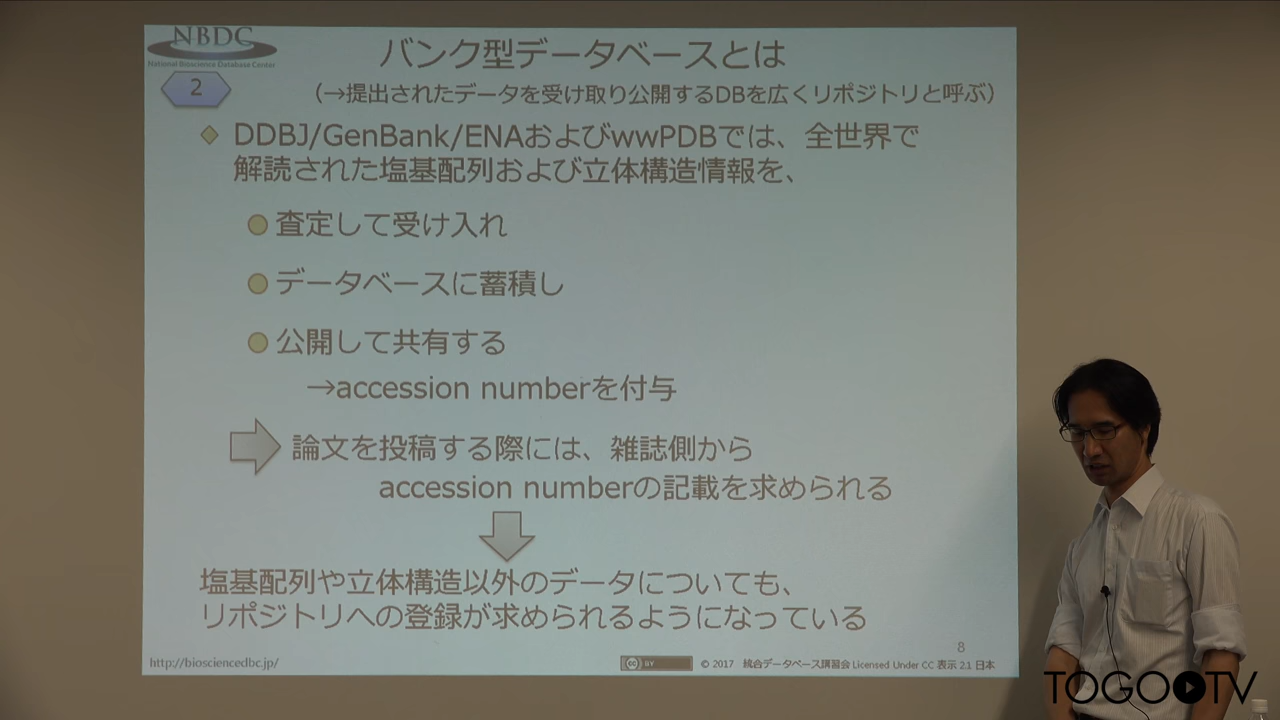 NBDC
National Bioscience Database Center
バンク型データベースとは
2
（→提出されたデータを受け取り公開するDBを広くリポジトリと呼ぶ）
DDBJ/GenBank/ENAおよびwwPDBでは、全世界で
解読された塩基配列および立体構造情報を、
査定して受け入れ
データベースに蓄積し
公開して共有する
→accession numberを付与
論文を投稿する際には、雑誌側から
accession numberの記載を求められる
塩基配列や立体構造以外のデータについても、
リポジトリへの登録が求められるようになっている
8
http://biosciencedbc.jp/
cc BY
© 2017 統合データベース講習会 Licensed Under CC 表示 2.1 日本
TOGOTV